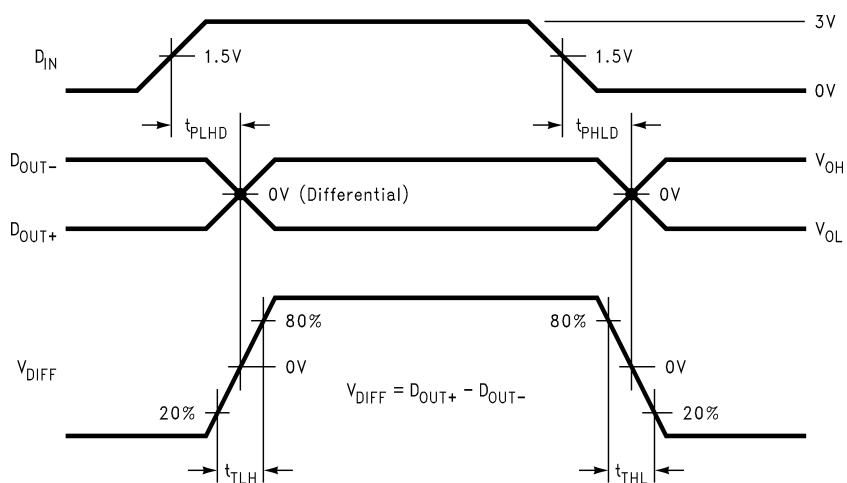 3V
D_IN
1.5V
1.5V
0V
t_PLHD
t_PHLD
D_OUT−
V_OH
0V (Differential)
0V
D_OUT+
V_OL
80%
80%
V_DIFF
0V
0V
V_DIFF = D_OUT+ − D_OUT−
20%
20%
t_TLH
t_THL